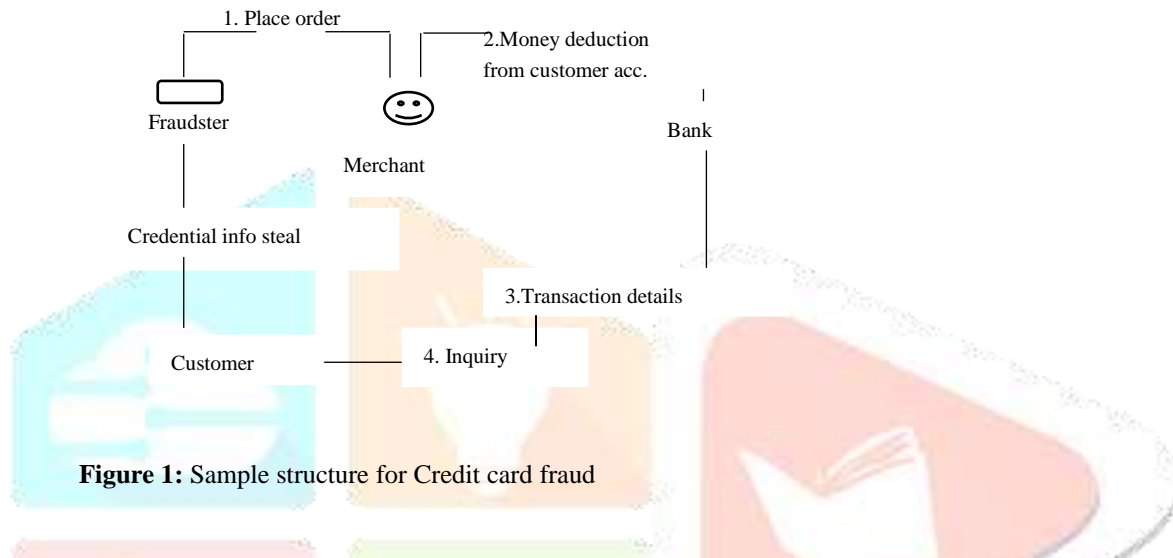 1. Place order
2.Money deduction
from customer acc.
Fraudster
Bank
Merchant
Credential info steal
3.Transaction details
Customer
4. Inquiry
Figure 1: Sample structure for Credit card fraud